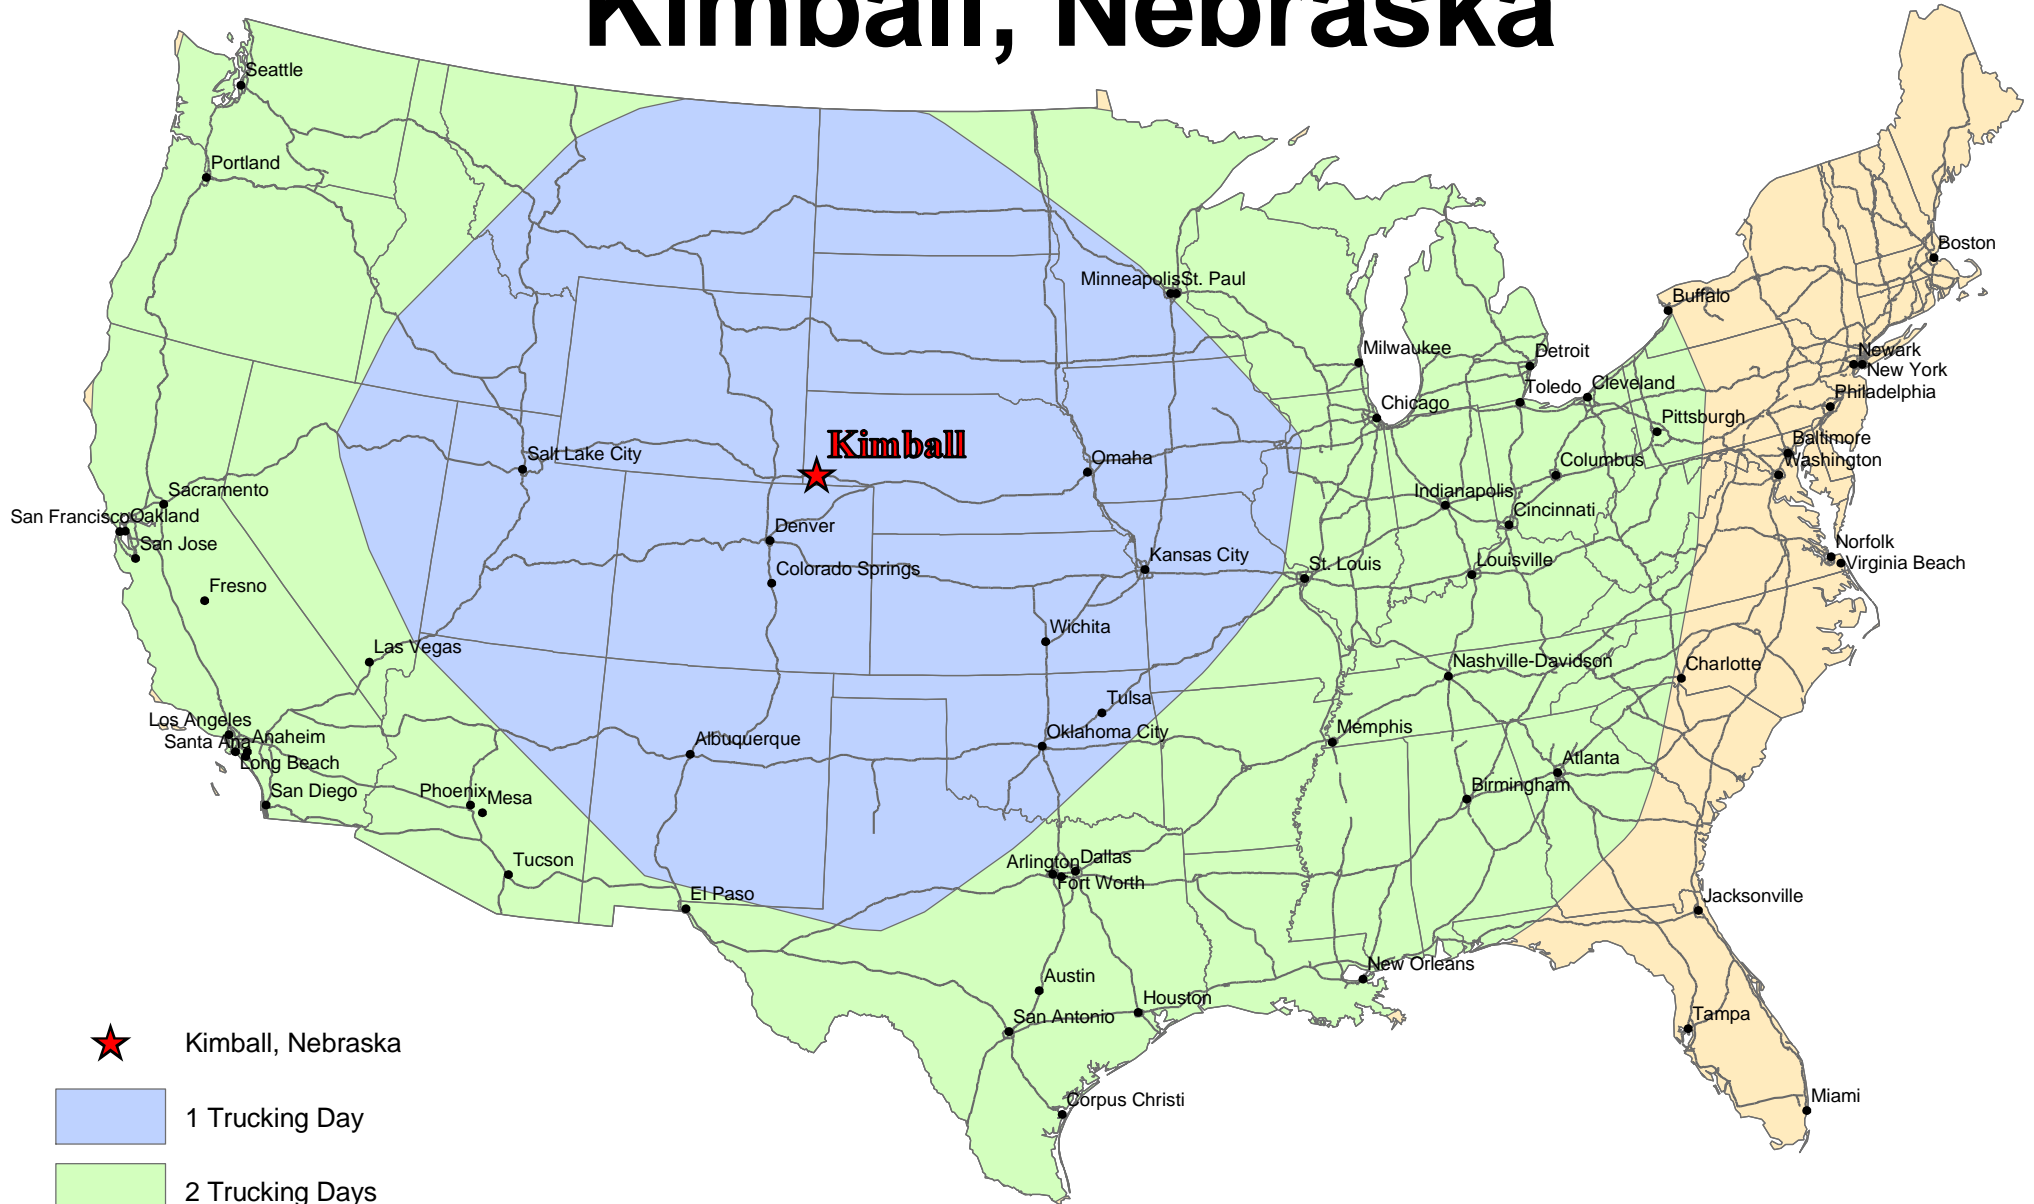 Kimball, Nebraska
Seattle
Portland
Boston
Minneapolis
St. Paul
Buffalo
Milwaukee
Detroit
Newark
New York
Toledo
Cleveland
Philadelphia
Chicago
Pittsburgh
Kimball
Baltimore
Salt Lake City
Omaha
Columbus
Washington
Sacramento
Indianapolis
San Francisco
Oakland
Cincinnati
Denver
San Jose
Norfolk
Kansas City
Louisville
St. Louis
Virginia Beach
Colorado Springs
Fresno
Wichita
Las Vegas
Nashville-Davidson
Charlotte
Tulsa
Los Angeles
Memphis
Oklahoma City
Anaheim
Santa Ana
Albuquerque
Long Beach
Atlanta
San Diego
Phoenix
Mesa
Birmingham
Tucson
Arlington
Dallas
Fort Worth
El Paso
Jacksonville
New Orleans
Austin
Houston
San Antonio
Tampa
Miami
Corpus Christi
Kimball, Nebraska
1 Trucking Day
2 Trucking Days